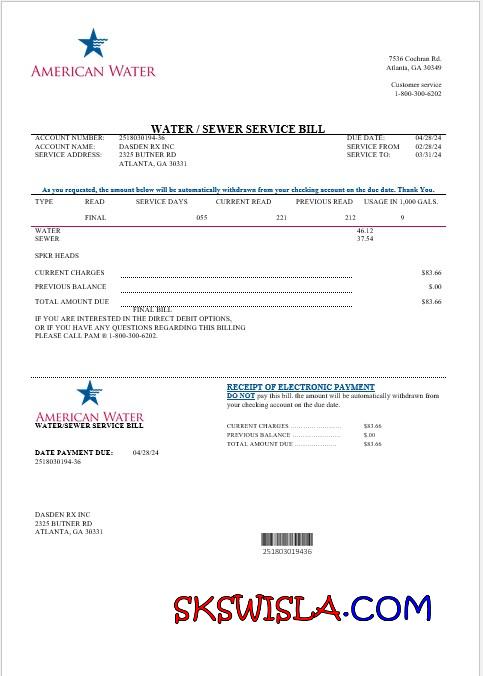 AMERICAN WATER
7536 Cochran Rd.
Atlanta, GA 30349
Customer service
1-800-300-6202
WATER / SEWER SERVICE BILL
ACCOUNT NUMBER: 2518030194-36 DUE DATE: 04/28/24
ACCOUNT NAME: DASDEN RX INC SERVICE FROM 02/28/24
SERVICE ADDRESS: 2325 BUTNER RD SERVICE TO: 03/31/24
ATLANTA, GA 30331
As you requested, the amount below will be automatically withdrawn from your checking account on the due date. Thank You.
TYPE READ SERVICE DAYS CURRENT READ PREVIOUS READ USAGE IN 1,000 GALS.
FINAL 055 221 212 9
WATER 46.12
SEWER 37.54
SPKR HEADS
CURRENT CHARGES $83.66
PREVIOUS BALANCE $.00
TOTAL AMOUNT DUE $83.66
FINAL BILL
IF YOU ARE INTERESTED IN THE DIRECT DEBIT OPTIONS,
OR IF YOU HAVE ANY QUESTIONS REGARDING THIS BILLING
PLEASE CALL PAM ® 1-800-300-6202.
AMERICAN WATER
WATER/SEWER SERVICE BILL
DATE PAYMENT DUE: 04/28/24
2518030194-36
RECEIPT OF ELECTRONIC PAYMENT
DO NOT pay this bill. the amount will be automatically withdrawn from
your checking account on the due date.
CURRENT CHARGES ........................ $83.66
PREVIOUS BALANCE ....................... $.00
TOTAL AMOUNT DUE .................... $83.66
DASDEN RX INC
2325 BUTNER RD
ATLANTA, GA 30331
251803019436
SKSWISLA.COM